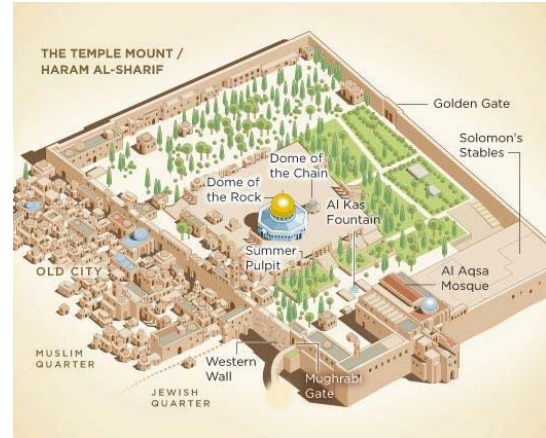 THE TEMPLE MOUNT /
HARAM AL-SHARIF
Golden Gate
Solomon's
Stables
Dome of
the Chain
Dome of
the Rock
Al Kas
Fountain
Summer
Pulpit
Al Aqsa
Mosque
OLD CITY
MUSLIM
QUARTER
JEWISH
QUARTER
Western
Wall
Mughrabi
Gate